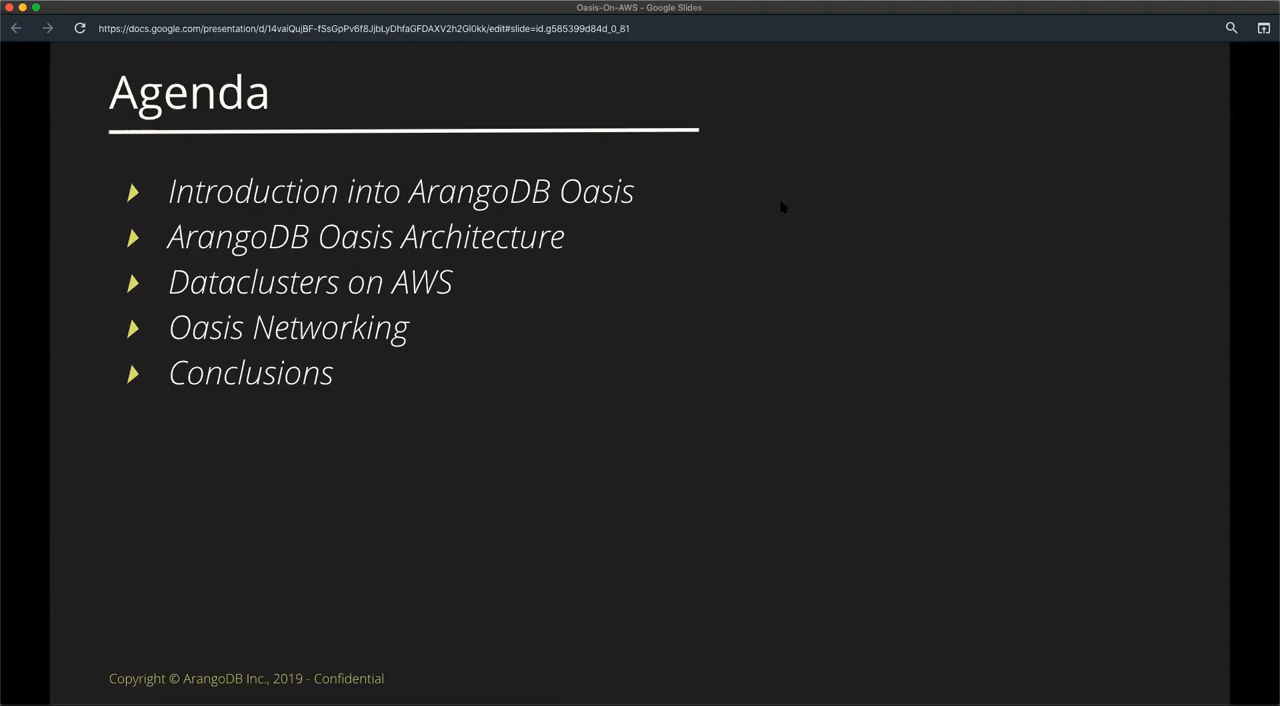 Oasis-On-AWS - Google Slides
https://docs.google.com/presentation/d/14vaiQujBF-fSsGpPv6f8JjbLyDhfaGFDAXV2h2Gl0kk/edit#slide=id.g585399d84d_0_81
Agenda
Introduction into ArangoDB Oasis
ArangoDB Oasis Architecture
Dataclusters on AWS
Oasis Networking
Conclusions
Copyright © ArangoDB Inc., 2019 - Confidential